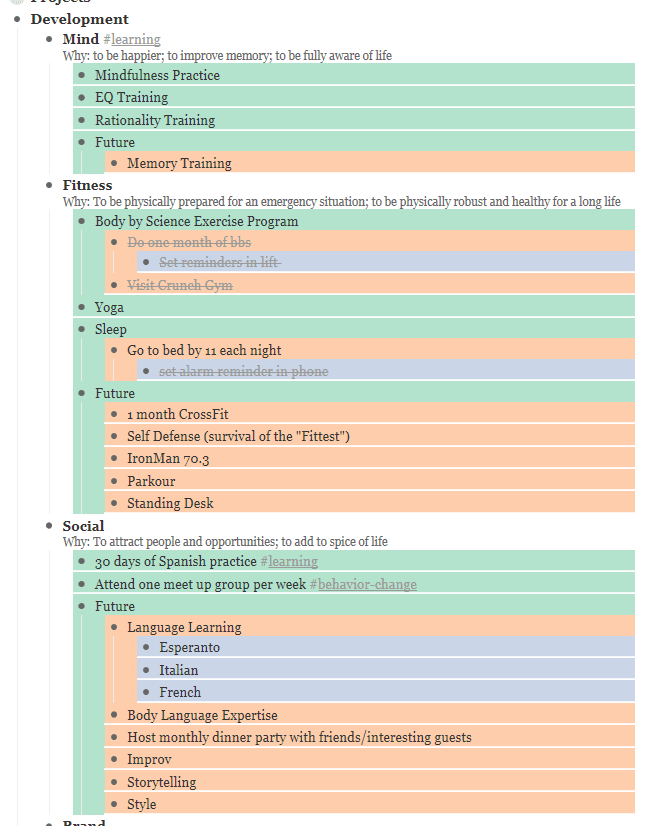 Projects
Development
Mind #learning
Why: to be happier; to improve memory; to be fully aware of life
Mindfulness Practice
EQ Training
Rationality Training
Future
Memory Training
Fitness
Why: To be physically prepared for an emergency situation; to be physically robust and healthy for a long life
Body by Science Exercise Program
Do one month of bbs
Set reminders in lift
Visit Crunch Gym
Yoga
Sleep
Go to bed by 11 each night
set alarm reminder in phone
Future
1 month CrossFit
Self Defense (survival of the "Fittest")
IronMan 70.3
Parkour
Standing Desk
Social
Why: To attract people and opportunities; to add to spice of life
30 days of Spanish practice #learning
Attend one meet up group per week #behavior-change
Future
Language Learning
Esperanto
Italian
French
Body Language Expertise
Host monthly dinner party with friends/interesting guests
Improv
Storytelling
Style
Brand